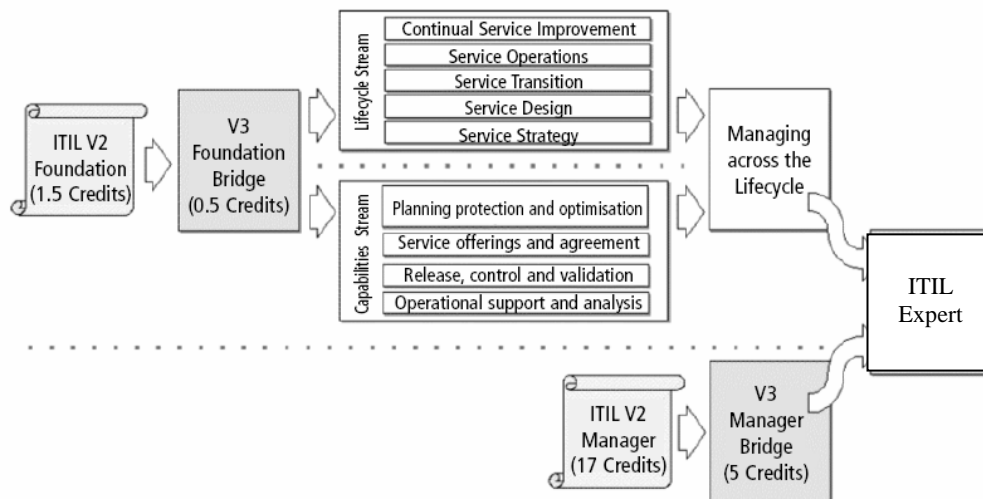 ITIL V2
Foundation
(1.5 Credits)
V3
Foundation
Bridge
(0.5 Credits)
Lifecycle Stream
Continual Service Improvement
Service Operations
Service Transition
Service Design
Service Strategy
Capabilities Stream
Planning protection and optimisation
Service offerings and agreement
Release, control and validation
Operational support and analysis
Managing
across the
Lifecycle
ITIL
Expert
ITIL V2
Manager
(17 Credits)
V3
Manager
Bridge
(5 Credits)